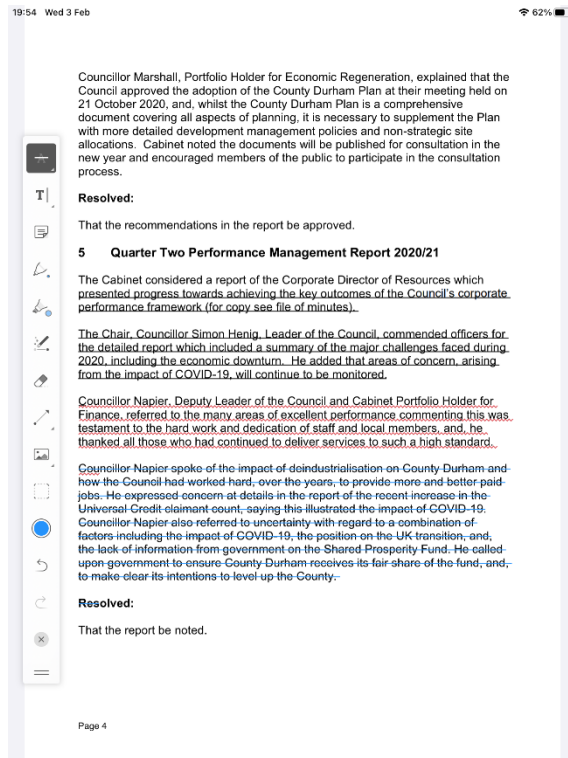 19:54 Wed 3 Feb
62%
Councillor Marshall, Portfolio Holder for Economic Regeneration, explained that the
Council approved the adoption of the County Durham Plan at their meeting held on
21 October 2020, and, whilst the County Durham Plan is a comprehensive
document covering all aspects of planning, it is necessary to supplement the Plan
with more detailed development management policies and non-strategic site
allocations. Cabinet noted the documents will be published for consultation in the
new year and encouraged members of the public to participate in the consultation
process.
Resolved:
That the recommendations in the report be approved.
5 Quarter Two Performance Management Report 2020/21
The Cabinet considered a report of the Corporate Director of Resources which
presented progress towards achieving the key outcomes of the Council's corporate
performance framework (for copy see file of minutes).
The Chair, Councillor Simon Henig, Leader of the Council, commended officers for
the detailed report which included a summary of the major challenges faced during
2020, including the economic downturn. He added that areas of concern, arising
from the impact of COVID-19, will continue to be monitored.
Councillor Napier, Deputy Leader of the Council and Cabinet Portfolio Holder for
Finance, referred to the many areas of excellent performance commenting this was
testament to the hard work and dedication of staff and local members, and, he
thanked all those who had continued to deliver services to such a high standard.
Councillor Napier spoke of the impact of deindustrialisation on County Durham and
how the Council had worked hard, over the years, to provide more and better paid
jobs. He expressed concern at details in the report of the recent increase in the
Universal Credit claimant count, saying this illustrated the impact of COVID-19.
Councillor Napier also referred to uncertainty with regard to a combination of
factors including the impact of COVID-19, the position on the UK transition, and,
the lack of information from government on the Shared Prosperity Fund. He called
upon government to ensure County Durham receives its fair share of the fund, and,
to make clear its intentions to level up the County.
Resolved:
That the report be noted.
Page 4
A
T